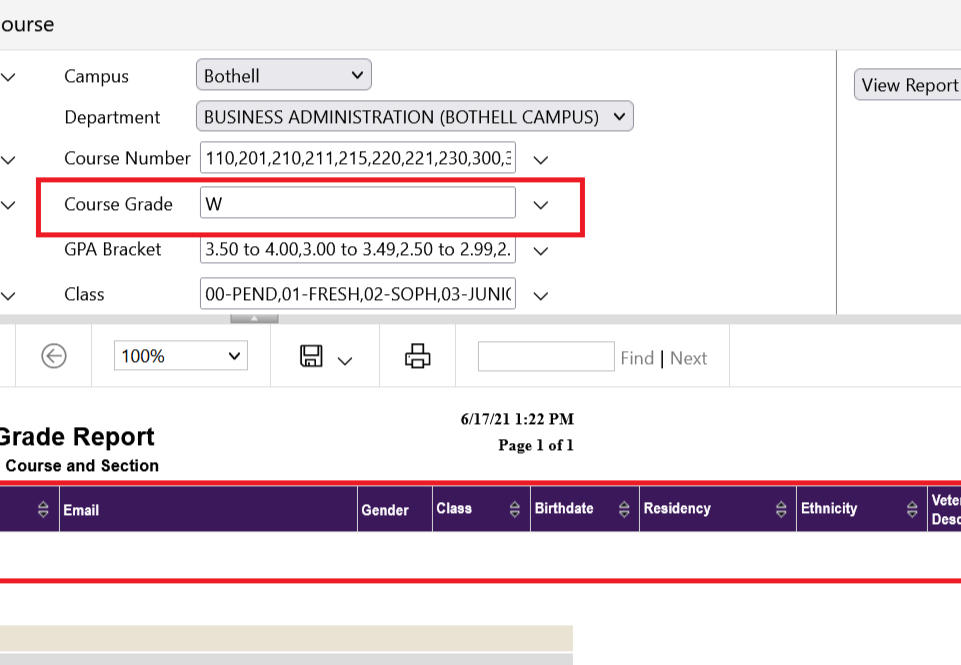 ourse
Campus Bothell
View Report
Department BUSINESS ADMINISTRATION (BOTHELL CAMPUS)
Course Number 110,201,210,211,215,220,221,230,300,3
Course Grade W
GPA Bracket 3.50 to 4.00,3.00 to 3.49,2.50 to 2.99,2.
Class 00-PEND,01-FRESH,02-SOPH,03-JUNIO
100% Find | Next
6/17/21 1:22 PM
Grade Report
Page 1 of 1
Course and Section
Email Gender Class Birthdate Residency Ethnicity Vete
Desc